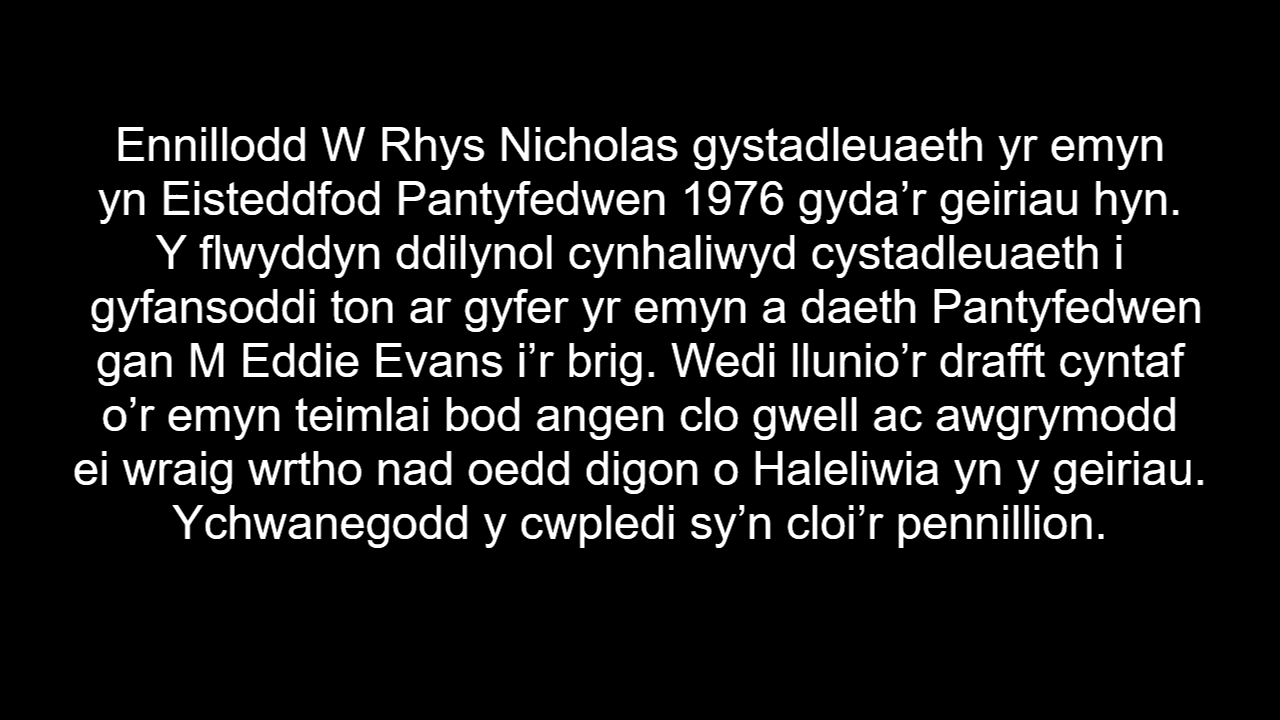 Ennillodd W Rhys Nicholas gystadleuaeth yr emyn
yn Eisteddfod Pantyfedwen 1976 gyda’r geiriau hyn.
Y flwyddyn ddilynol cynhaliwyd cystadleuaeth i
gyfansoddi ton ar gyfer yr emyn a daeth Pantyfedwen
gan M Eddie Evans i’r brig. Wedi llunio’r drafft cyntaf
o’r emyn teimlai bod angen clo gwell ac awgrymodd
ei wraig wrtho nad oedd digon o Haleliwia yn y geiriau.
Ychwanegodd y cwpledi sy’n cloi’r pennillion.